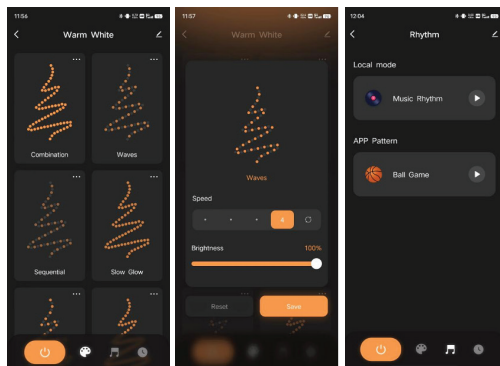 11:56
Warm White
Combination
Waves
Sequential
Slow Glow
11:57
Warm White
Waves
Speed
Brightness
100%
Reset
Save
12:04
Rhythm
Local mode
Music Rhythm
APP Pattern
Ball Game